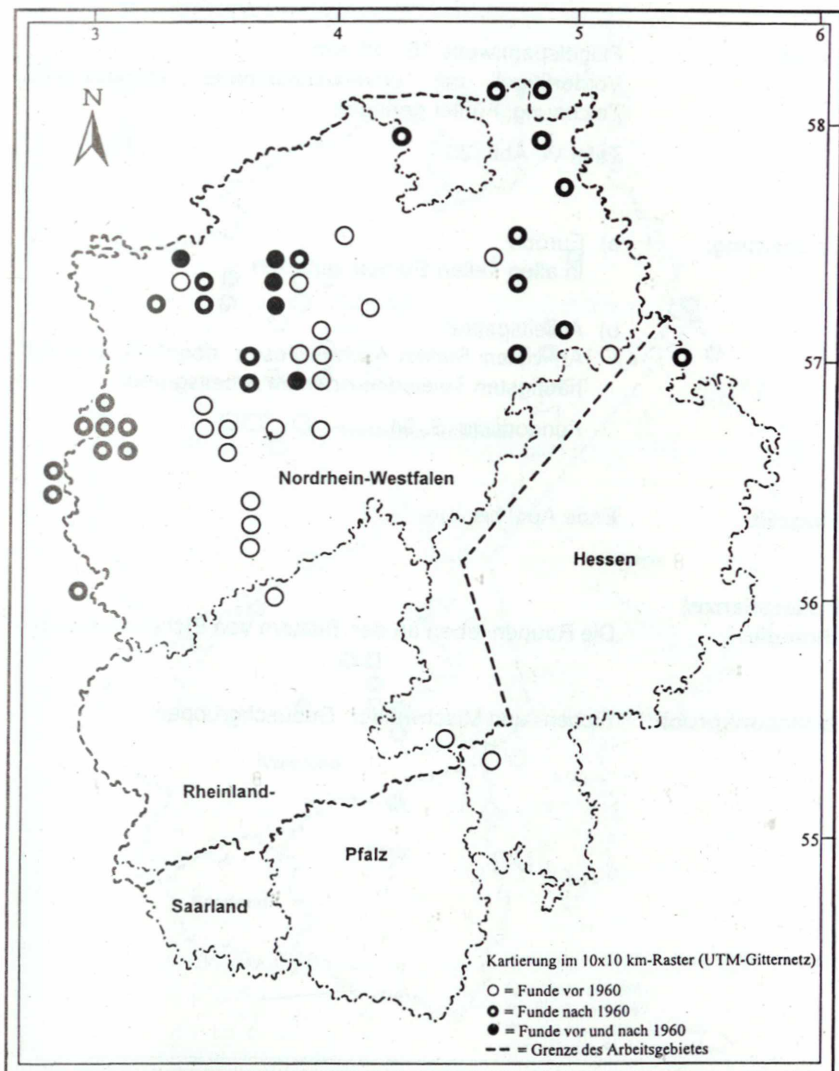 3 4 5 6
N
58
57
Nordrhein-Westfalen
Hessen
56
Rheinland-
Pfalz
55
Saarland
Kartierung im 10x10 km-Raster (UTM-Gitternetz)
= Funde vor 1960
= Funde nach 1960
= Funde vor und nach 1960
= Grenze des Arbeitsgebietes